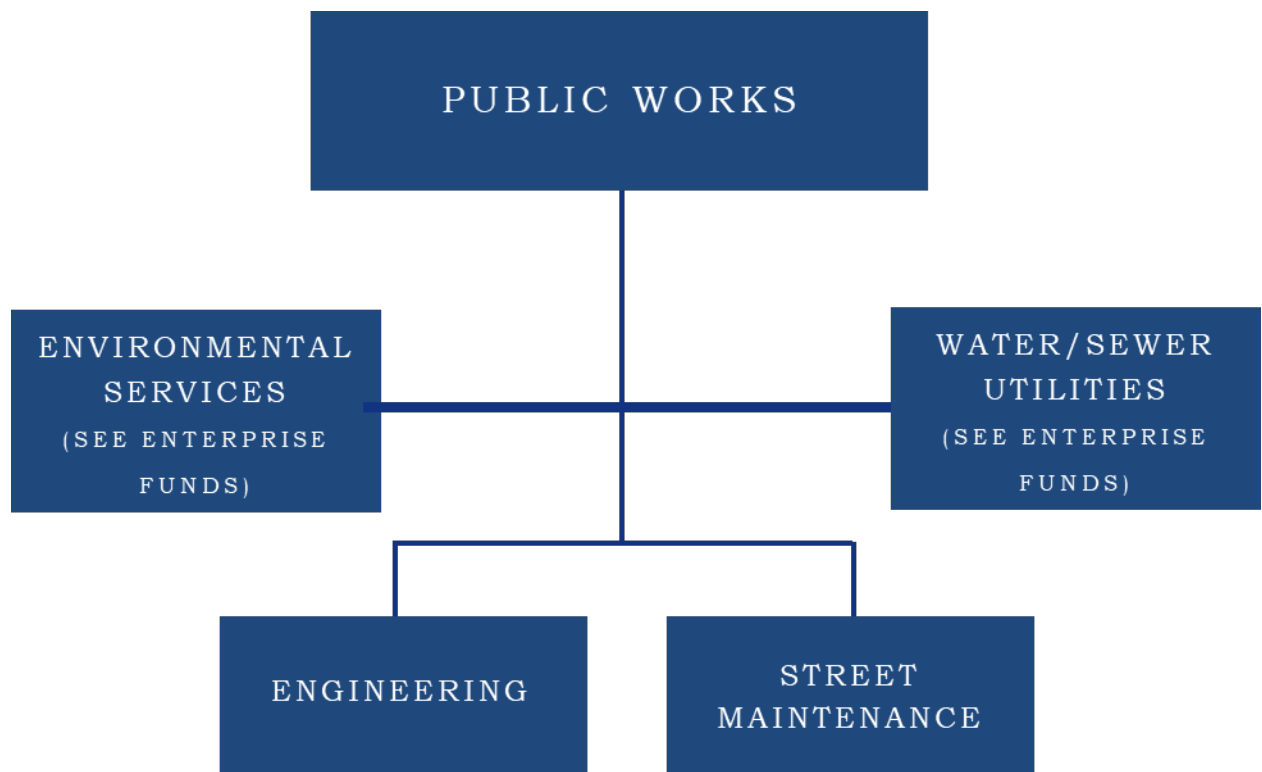 PUBLIC WORKS
ENVIRONMENTAL
SERVICES
(SEE ENTERPRISE
FUNDS)
WATER/SEWER
UTILITIES
(SEE ENTERPRISE
FUNDS)
ENGINEERING
STREET
MAINTENANCE